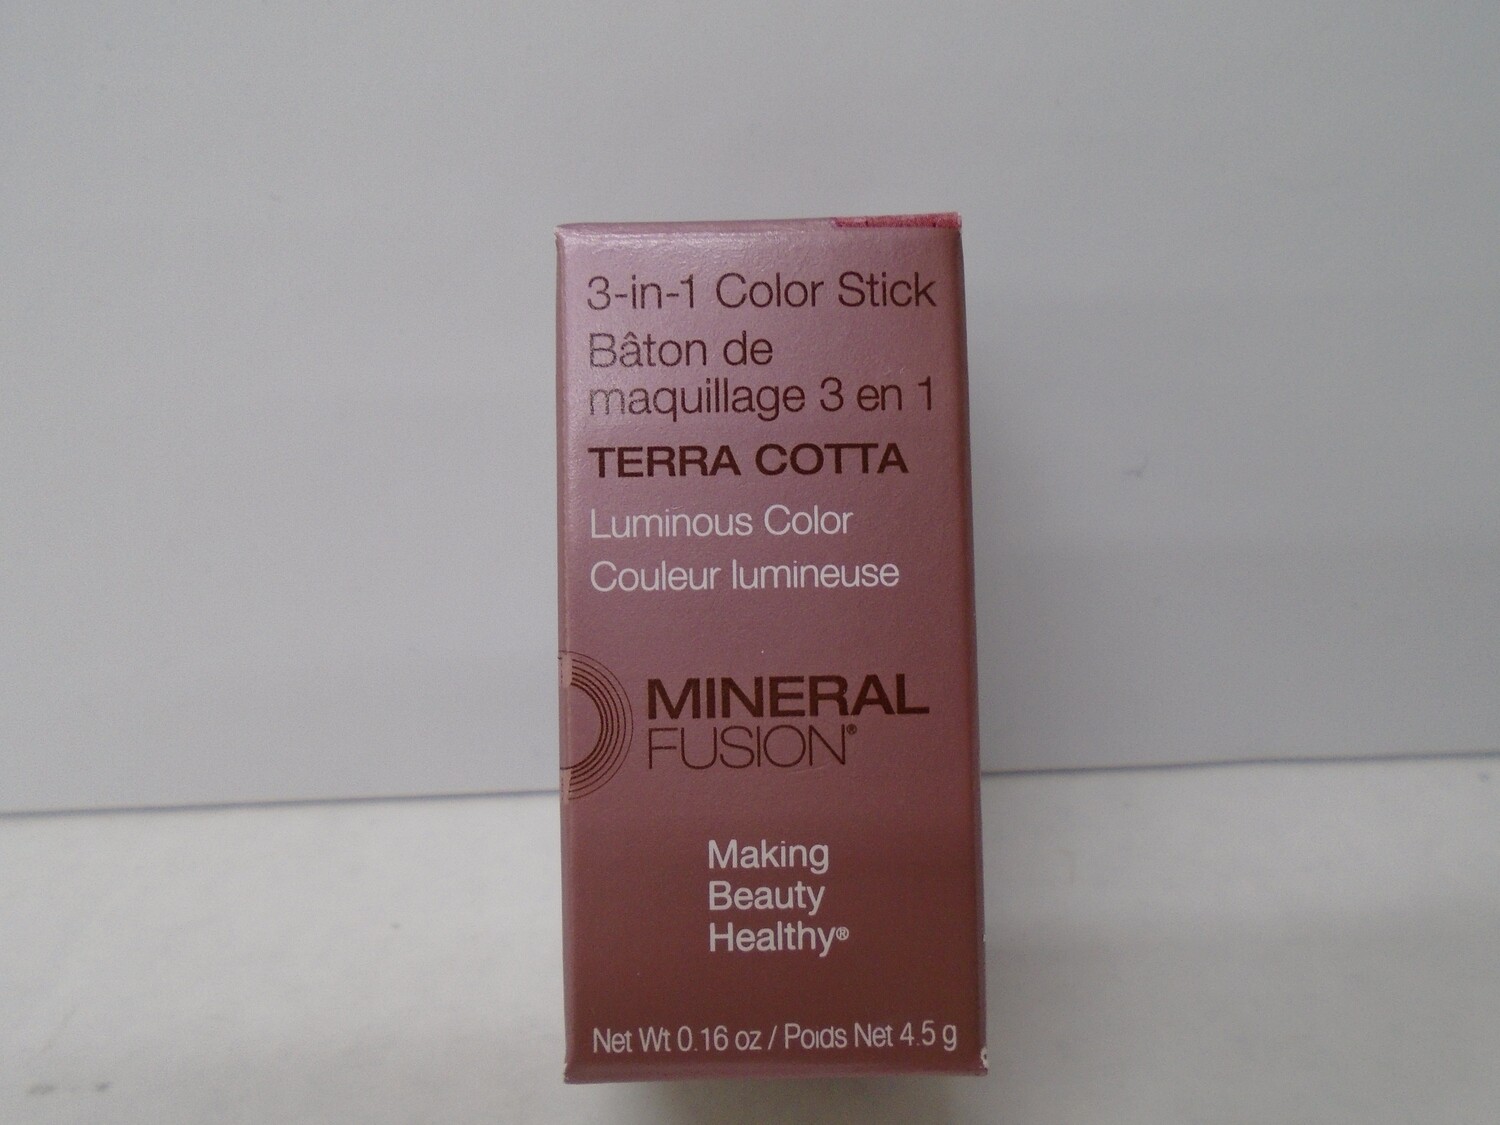 3-in-1 Color Stick
Bâton de
maquillage 3 en 1
TERRA COTTA
Luminous Color
Couleur lumineuse
MINERAL
FUSION®
Making
Beauty
Healthy®
Net Wt 0.16 oz / Poids Net 4.5 g